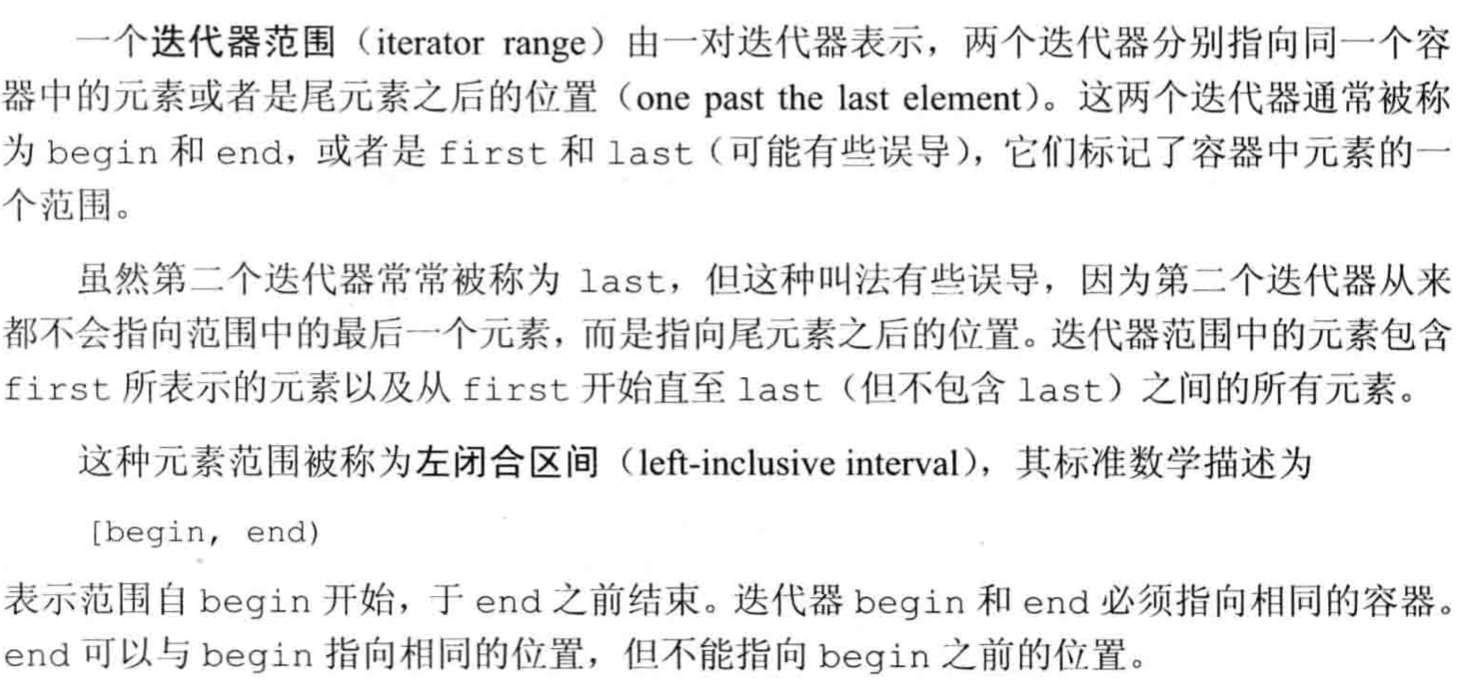 一个迭代器范围（iterator range）由一对迭代器表示，两个迭代器分别指向同一个容
器中的元素或者是尾元素之后的位置（one past the last element）。这两个迭代器通常被称
为 begin 和 end，或者是 first 和 last（可能有些误导），它们标记了容器中元素的一
个范围。
虽然第二个迭代器常常被称为 last，但这种叫法有些误导，因为第二个迭代器从来
都不会指向范围中的最后一个元素，而是指向尾元素之后的位置。迭代器范围中的元素包含
first 所表示的元素以及从 first 开始直至 last（但不包含 last）之间的所有元素。
这种元素范围被称为左闭合区间（left-inclusive interval），其标准数学描述为
[begin, end)
表示范围自 begin 开始，于 end 之前结束。迭代器 begin 和 end 必须指向相同的容器。
end 可以与 begin 指向相同的位置，但不能指向 begin 之前的位置。